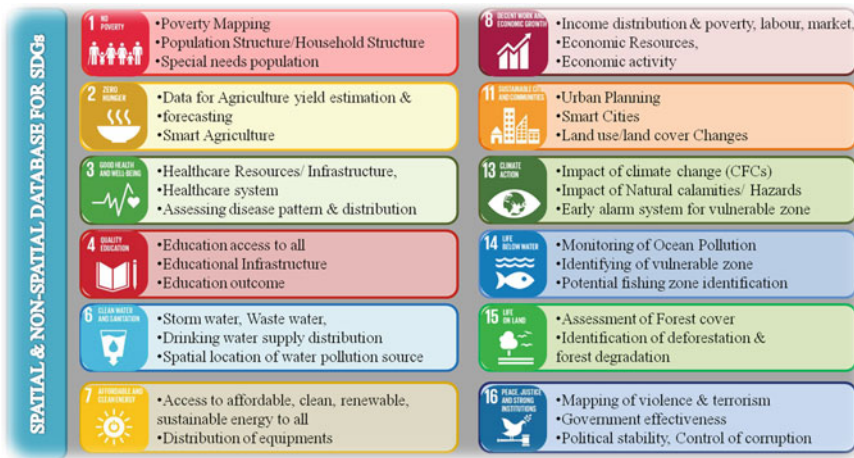 SPATIAL & NON-SPATIAL DATABASE FOR SDGs
1 NO POVERTY
•Poverty Mapping
•Population Structure/Household Structure
•Special needs population
2 ZERO HUNGER
•Data for Agriculture yield estimation &
forecasting
•Smart Agriculture
3 GOOD HEALTH AND WELL-BEING
•Healthcare Resources/ Infrastructure,
•Healthcare system
•Assessing disease pattern & distribution
4 QUALITY EDUCATION
•Education access to all
•Educational Infrastructure
•Education outcome
6 CLEAN WATER AND SANITATION
•Storm water, Waste water,
•Drinking water supply distribution
•Spatial location of water pollution source
7 AFFORDABLE AND CLEAN ENERGY
•Access to affordable, clean, renewable,
sustainable energy to all
•Distribution of equipments
8 DECENT WORK AND ECONOMIC GROWTH
•Income distribution & poverty, labour, market,
•Economic Resources,
•Economic activity
11 SUSTAINABLE CITIES AND COMMUNITIES
•Urban Planning
•Smart Cities
•Land use/land cover Changes
13 CLIMATE ACTION
•Impact of climate change (CFCs)
•Impact of Natural calamities/ Hazards
•Early alarm system for vulnerable zone
14 LIFE BELOW WATER
•Monitoring of Ocean Pollution
•Identifying of vulnerable zone
•Potential fishing zone identification
15 LIFE ON LAND
•Assessment of Forest cover
•Identification of deforestation &
forest degradation
16 PEACE, JUSTICE AND STRONG INSTITUTIONS
•Mapping of violence & terrorism
•Government effectiveness
•Political stability, Control of corruption